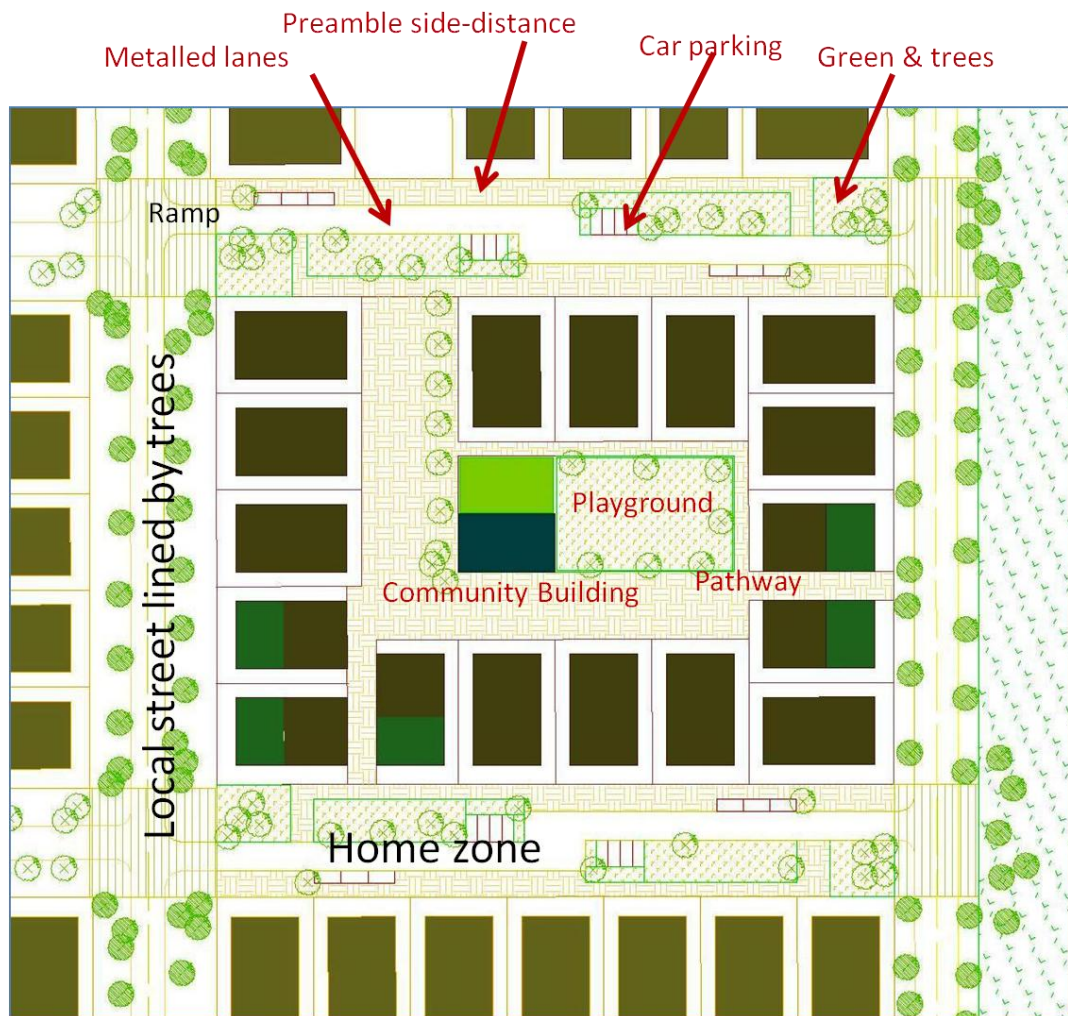 Preamble side-distance
Metalled lanes
Car parking
Green & trees
Ramp
Local street lined by trees
Playground
Community Building
Pathway
Home zone